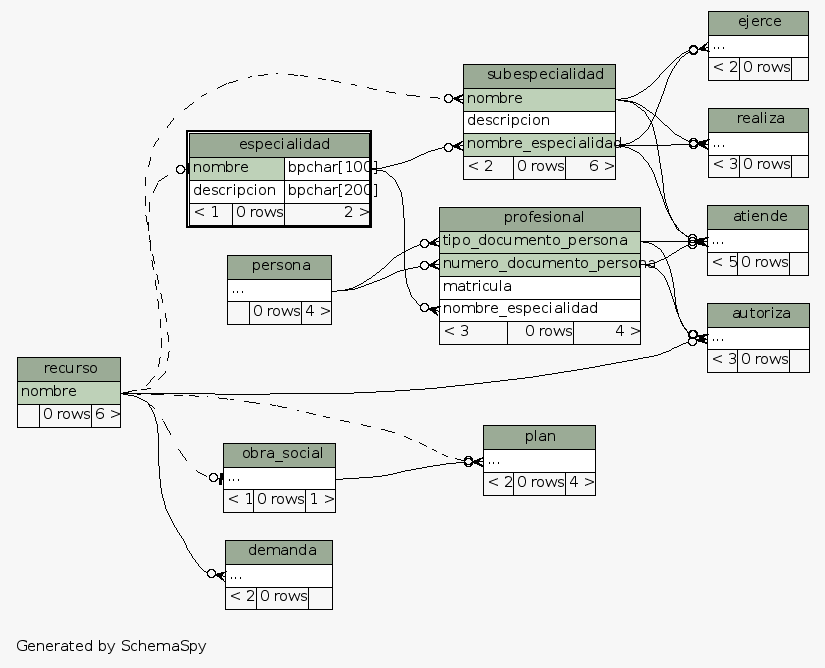 ejerce
...
< 2 0 rows
subespecialidad
nombre
descripcion
nombre_especialidad
< 2 0 rows 6 >
realiza
...
< 3 0 rows
especialidad
nombre bpchar[100]
descripcion bpchar[200]
< 1 0 rows 2 >
profesional
tipo_documento_persona
numero_documento_persona
matricula
nombre_especialidad
< 3 0 rows 4 >
atiende
...
< 5 0 rows
persona
...
0 rows 4 >
autoriza
...
< 3 0 rows
recurso
nombre
0 rows 6 >
obra_social
...
< 1 0 rows 1 >
plan
...
< 2 0 rows 4 >
demanda
...
< 2 0 rows
Generated by SchemaSpy